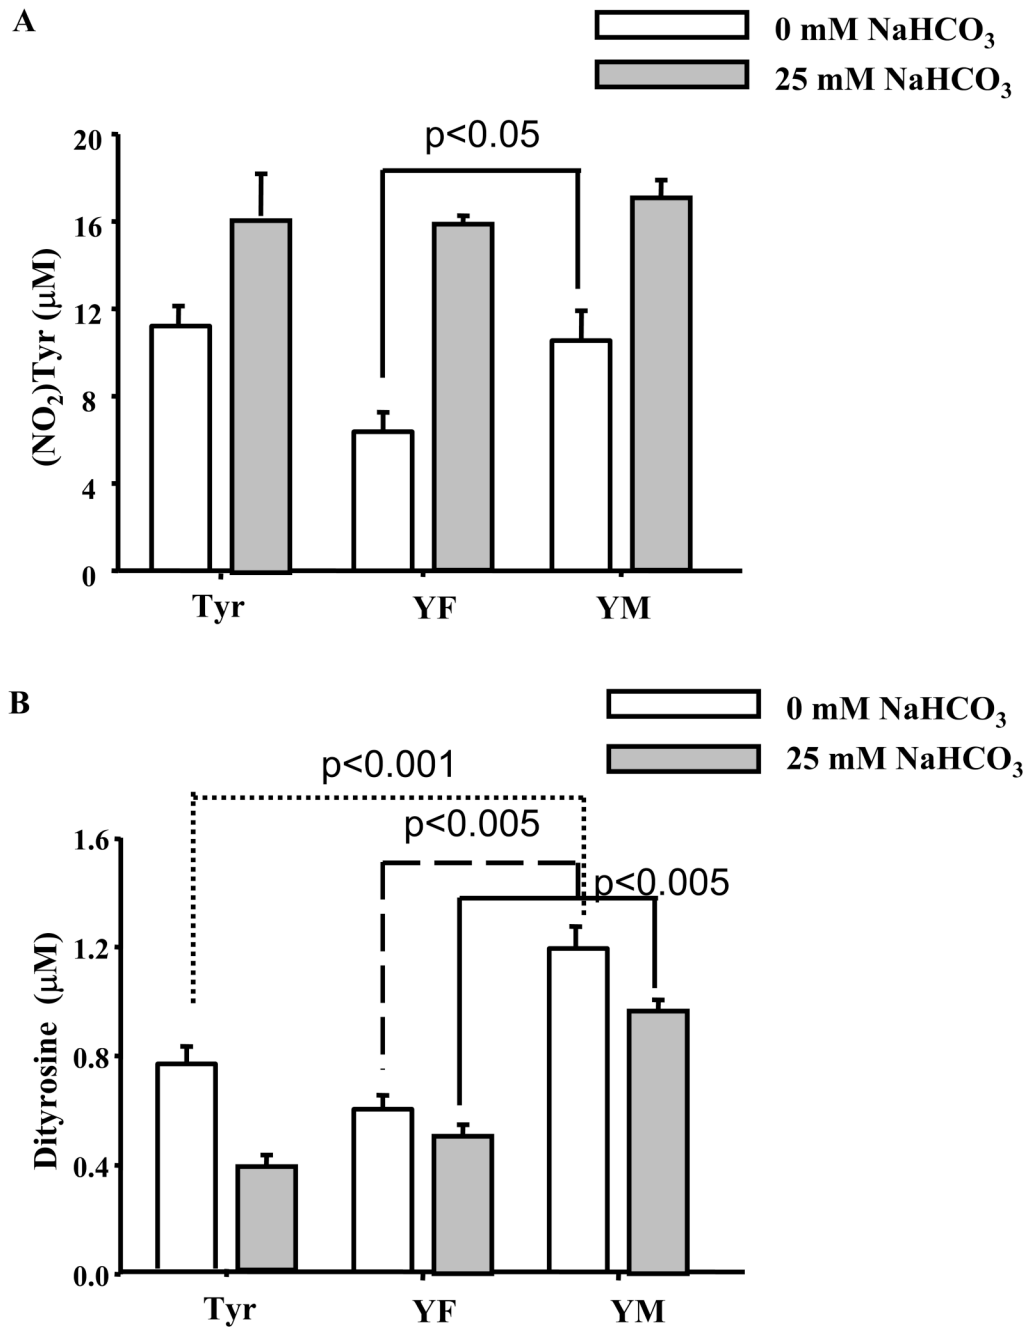 A
0 mM NaHCO₃
25 mM NaHCO₃
p<0.05
20
16
12
8
4
0
(NO₂)Tyr (μM)
Tyr YF YM
B
0 mM NaHCO₃
25 mM NaHCO₃
p<0.001
p<0.005
p<0.005
1.6
1.2
0.8
0.4
0.0
Dityrosine (μM)
Tyr YF YM